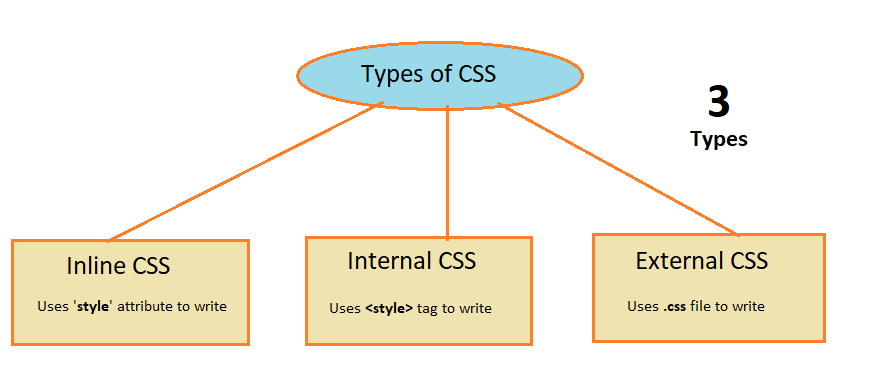 Types of CSS
3
Types
Inline CSS
Uses 'style' attribute to write
Internal CSS
Uses <style> tag to write
External CSS
Uses .css file to write